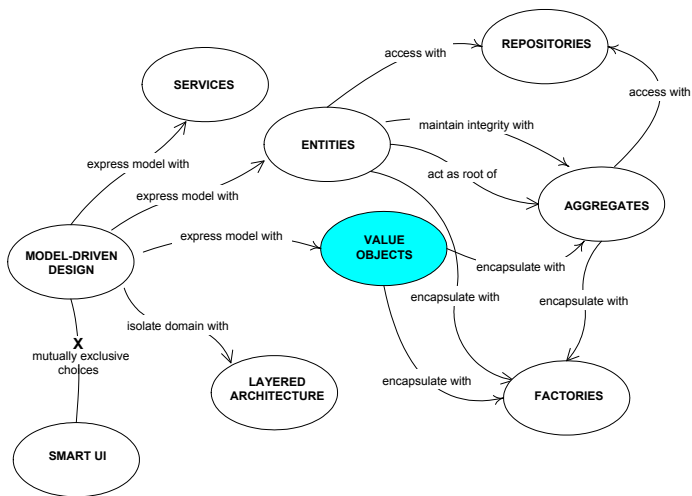 REPOSITORIES
access with
SERVICES
access with
maintain integrity with
ENTITIES
express model with
act as root of
express model with
AGGREGATES
express model with
VALUE
OBJECTS
MODEL-DRIVEN
DESIGN
encapsulate with
encapsulate with
encapsulate with
isolate domain with
X
mutually exclusive
choices
LAYERED
ARCHITECTURE
encapsulate with
FACTORIES
SMART UI